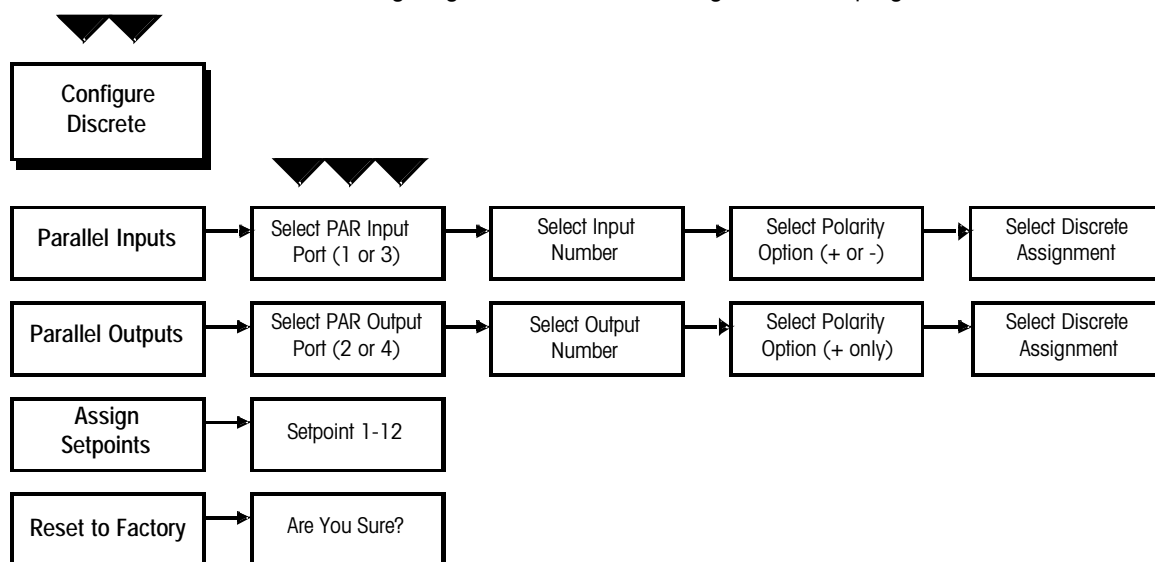 Configure
Discrete
Parallel Inputs
Select PAR Input
Port (1 or 3)
Select Input
Number
Select Polarity
Option (+ or -)
Select Discrete
Assignment
Parallel Outputs
Select PAR Output
Port (2 or 4)
Select Output
Number
Select Polarity
Option (+ only)
Select Discrete
Assignment
Assign
Setpoints
Setpoint 1-12
Reset to Factory
Are You Sure?